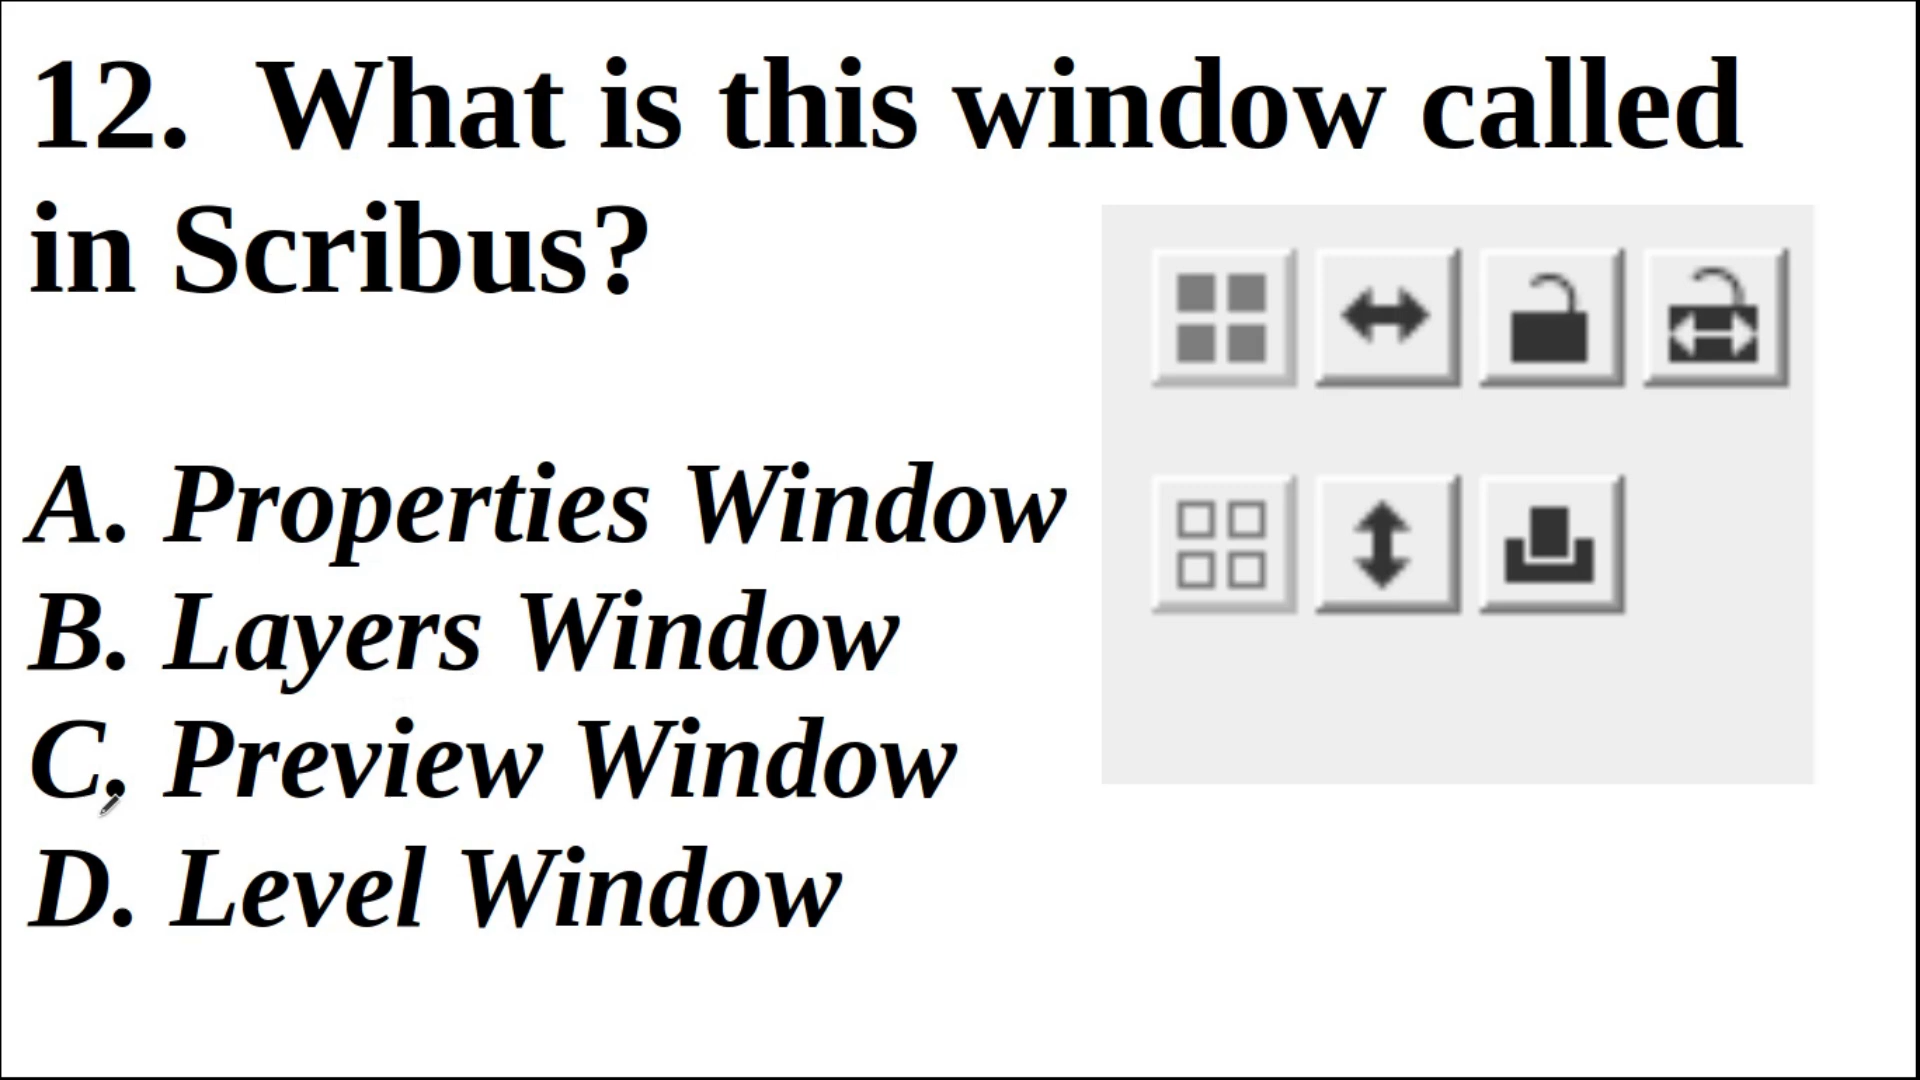 12. What is this window called
in Scribus?
A. Properties Window
B. Layers Window
C. Preview Window
D. Level Window